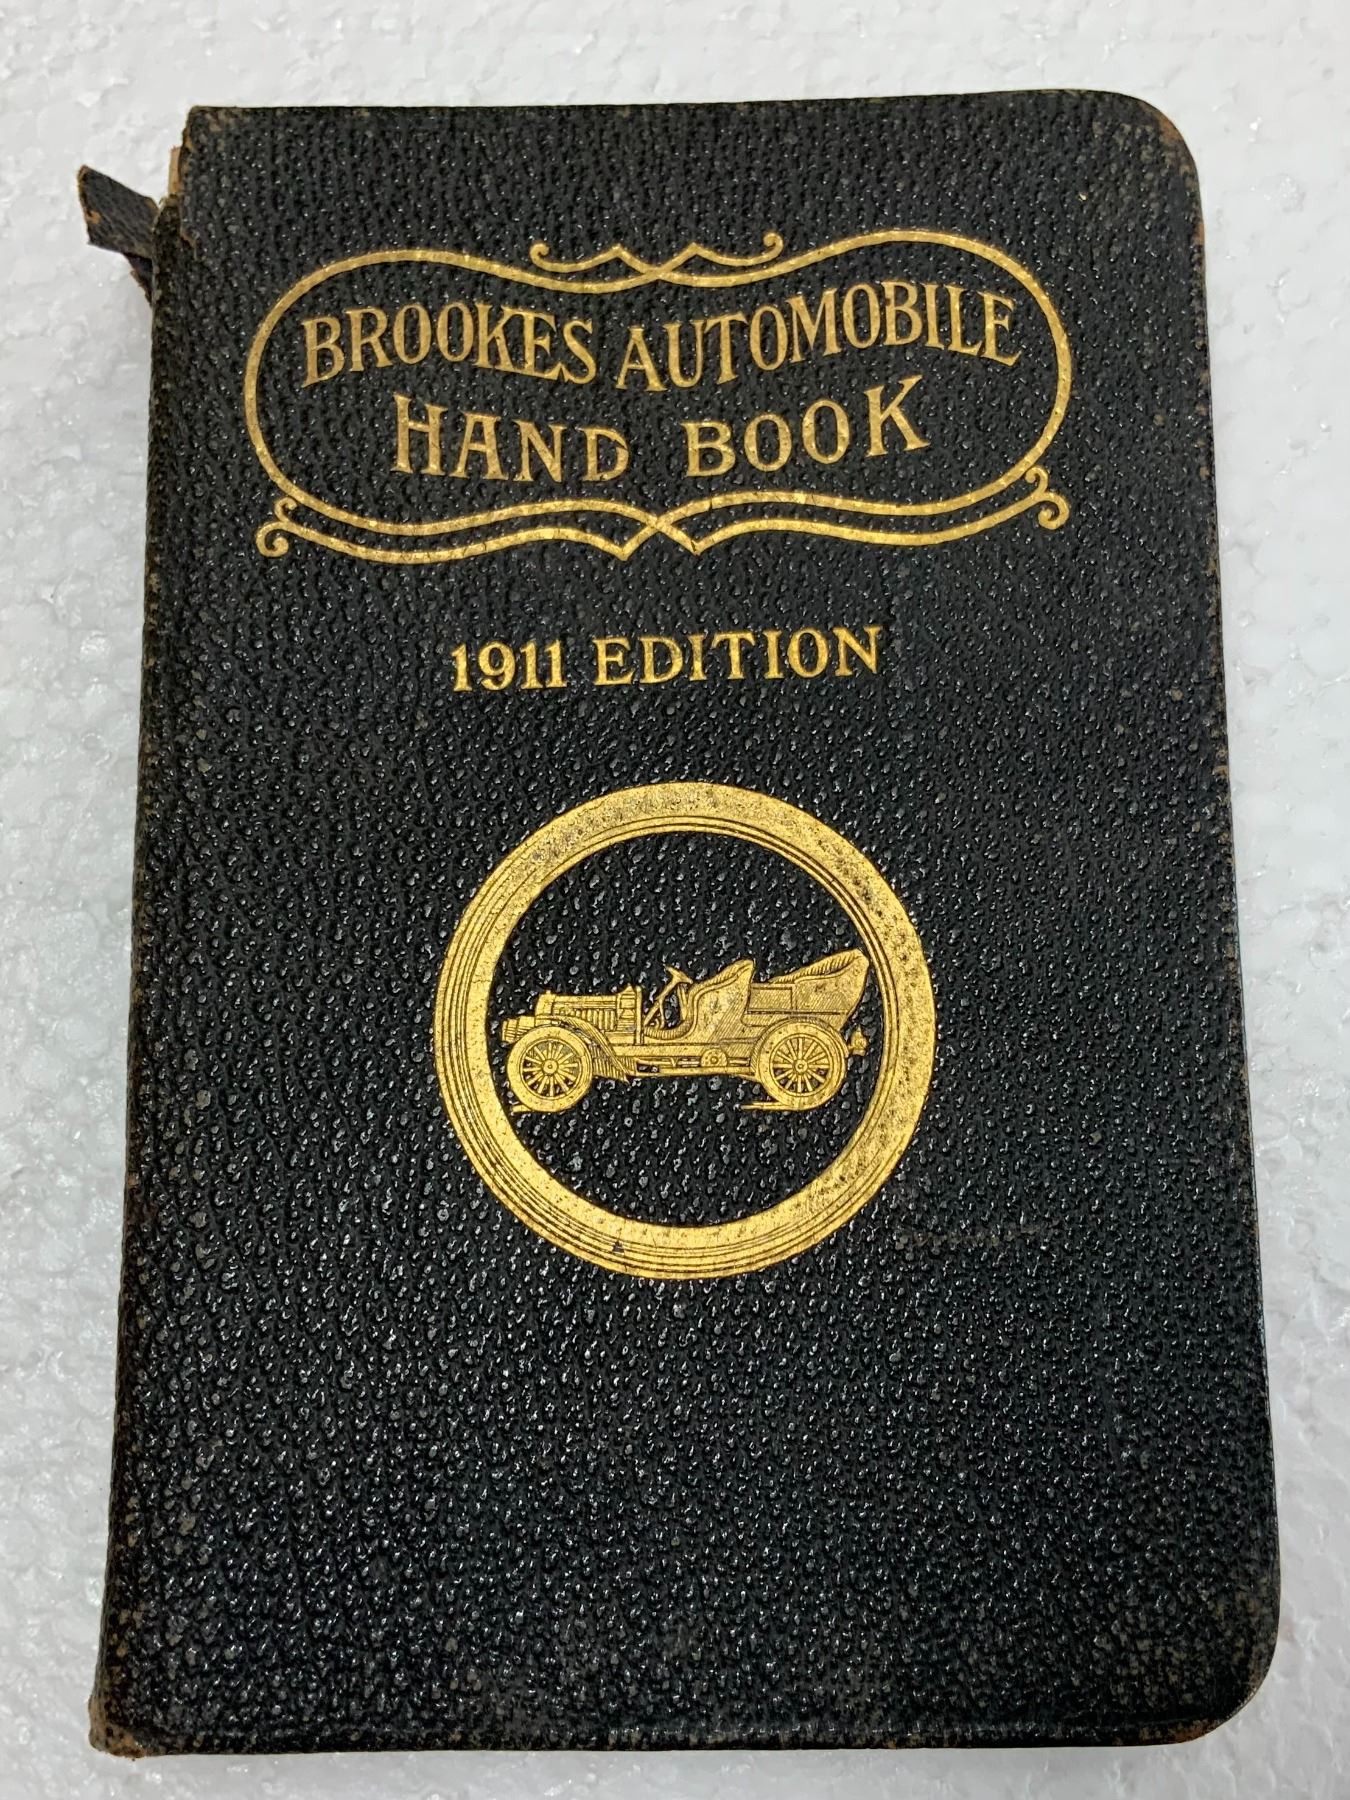 BROOKES AUTOMOBILE
HAND BOOK
1911 EDITION